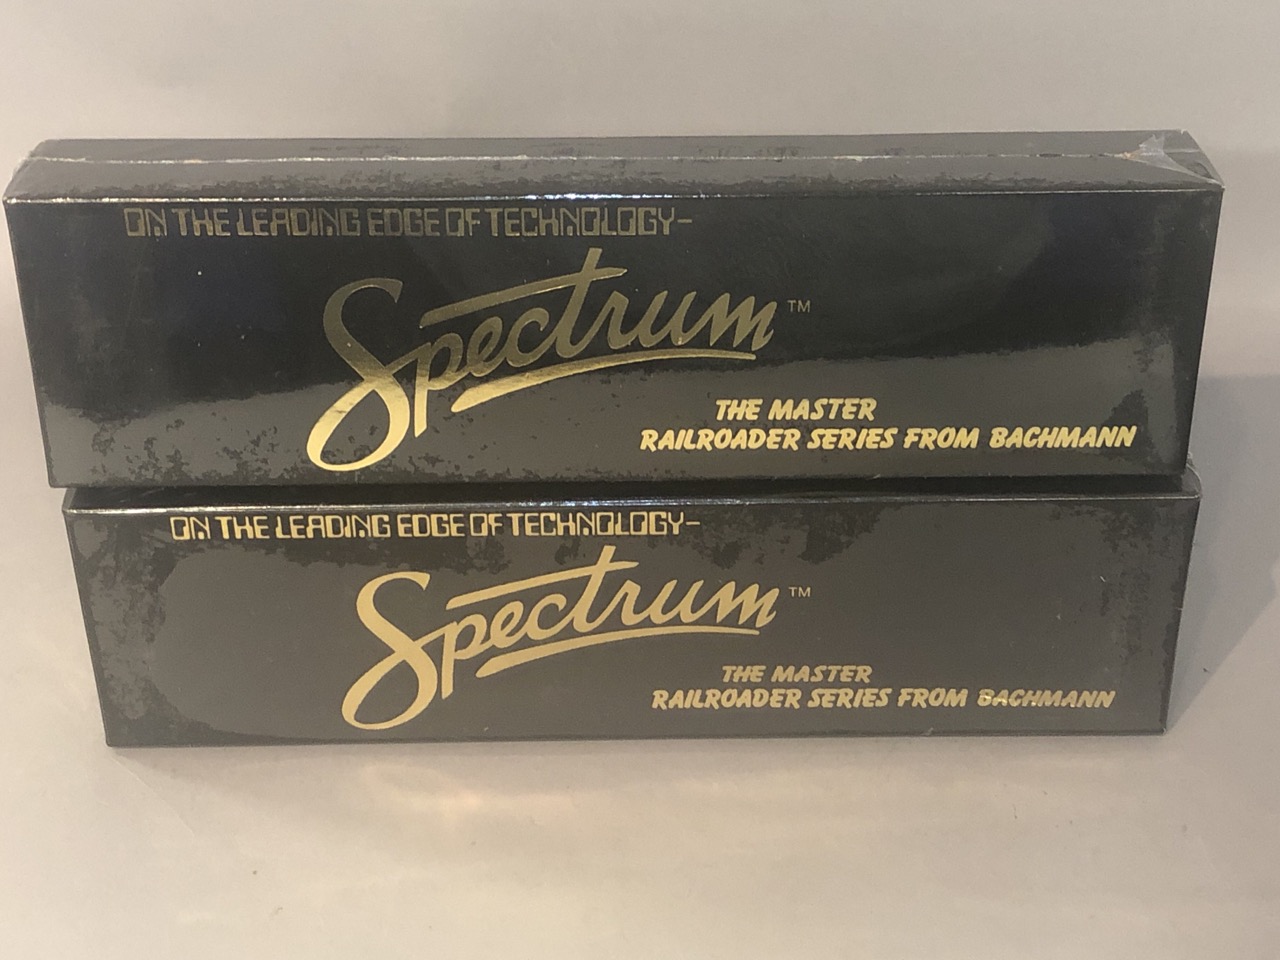 ON THE LEADING EDGE OF TECHNOLOGY-
Spectrum™
THE MASTER
RAILROADER SERIES FROM BACHMANN
ON THE LEADING EDGE OF TECHNOLOGY-
Spectrum™
THE MASTER
RAILROADER SERIES FROM BACHMANN